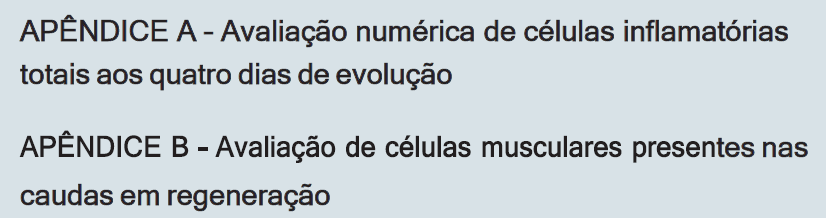 APÊNDICE A - Avaliação numérica de células inflamatórias
totais aos quatro dias de evolução
APÊNDICE B - Avaliação de células musculares presentes nas
caudas em regeneração